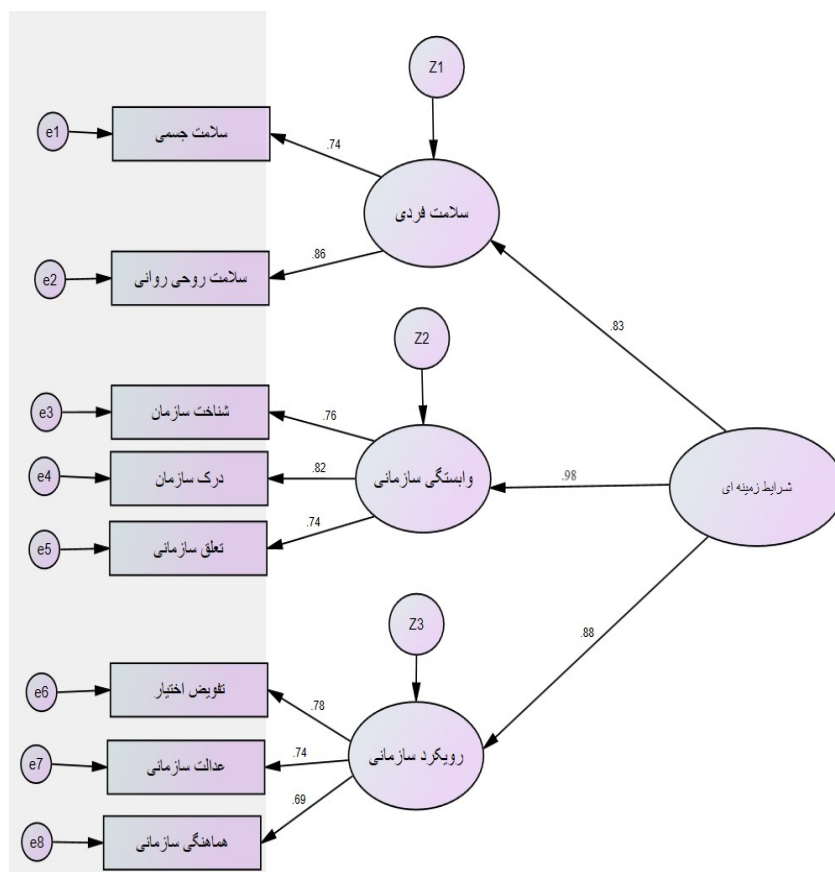 Z1
e1
سلامت جسمی
.74
سلامت فردی
e2
سلامت روحی روانی
.86
.83
Z2
e3
شناخت سازمان
.76
e4
درک سازمان
.82
وابستگی سازمانی
.98
شرایط زمینه ای
e5
تعلق سازمانی
.74
Z3
.88
e6
تفویض اختیار
.78
e7
عدالت سازمانی
.74
رویکرد سازمانی
e8
هماهنگی سازمانی
.69